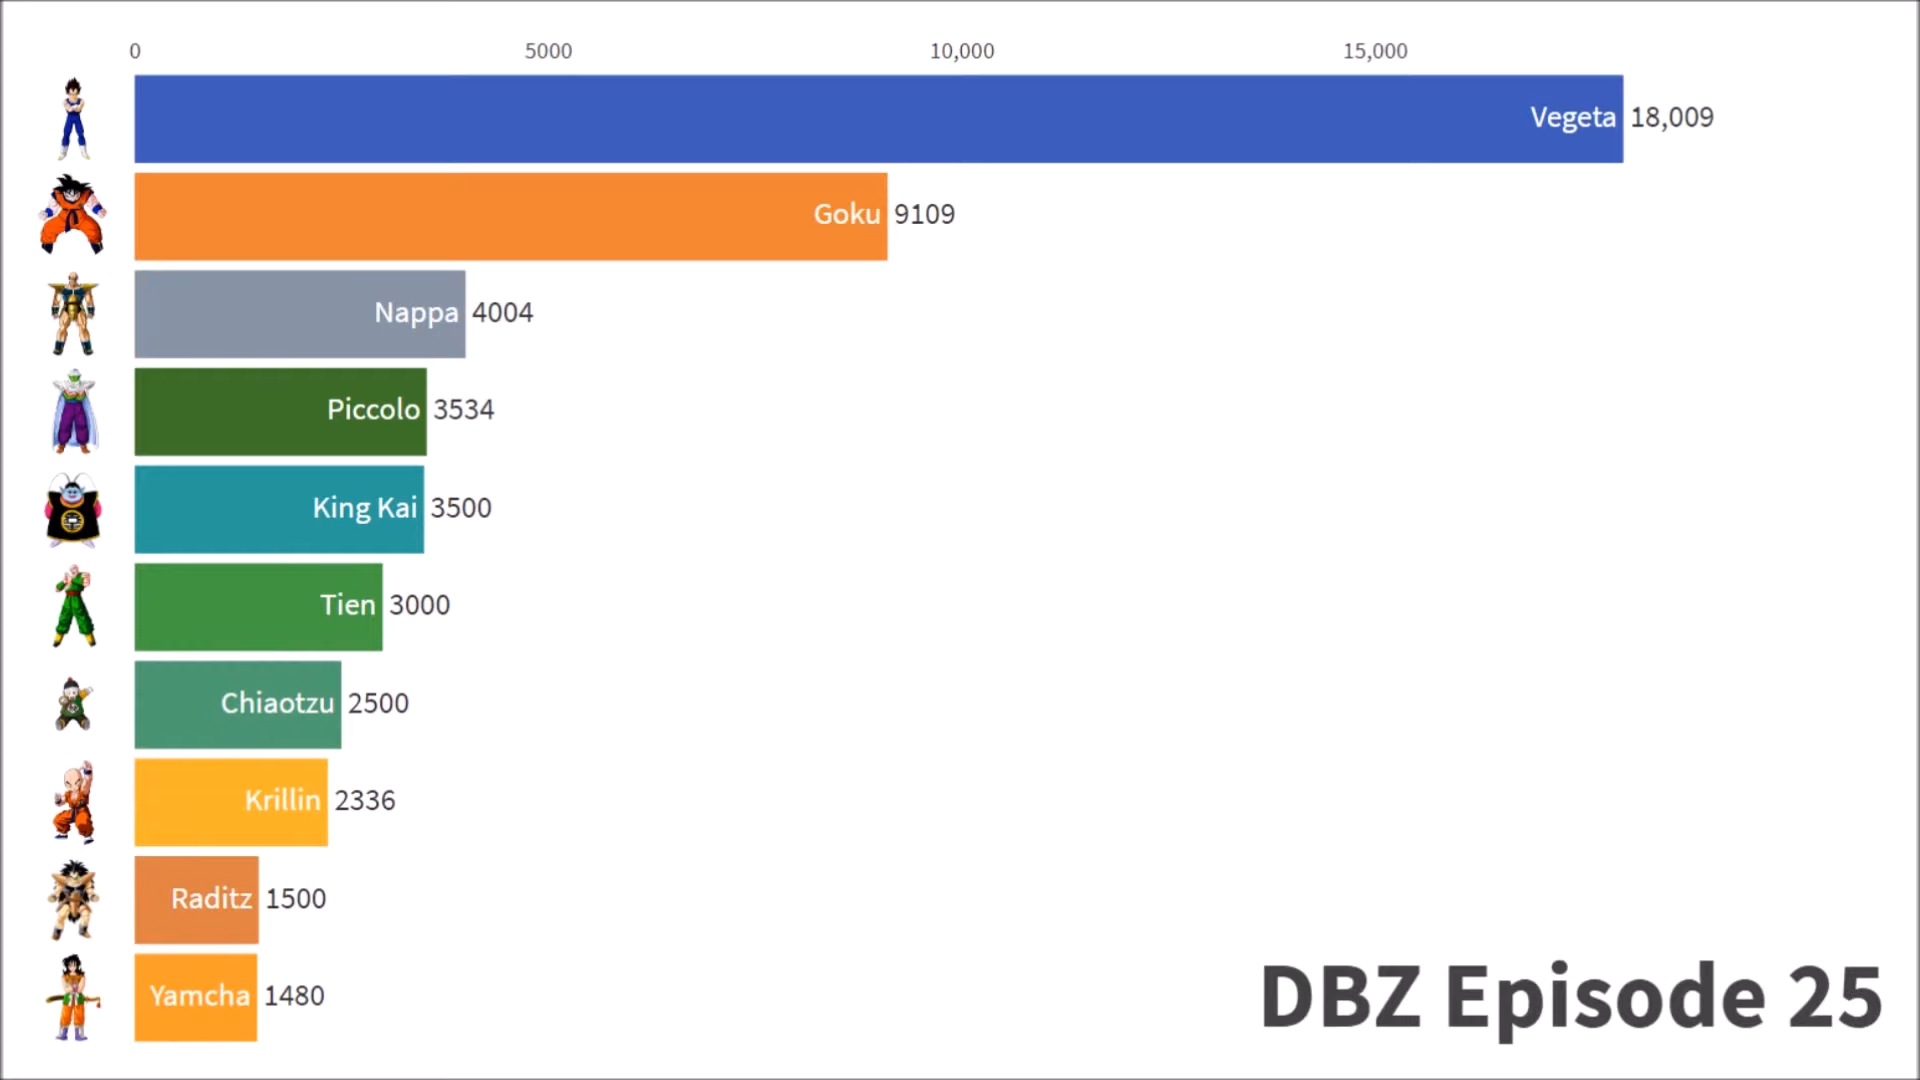 0 5000 10,000 15,000
Vegeta 18,009
Goku 9109
Nappa 4004
Piccolo 3534
King Kai 3500
Tien 3000
Chiaotzu 2500
Krillin 2336
Raditz 1500
Yamcha 1480
DBZ Episode 25